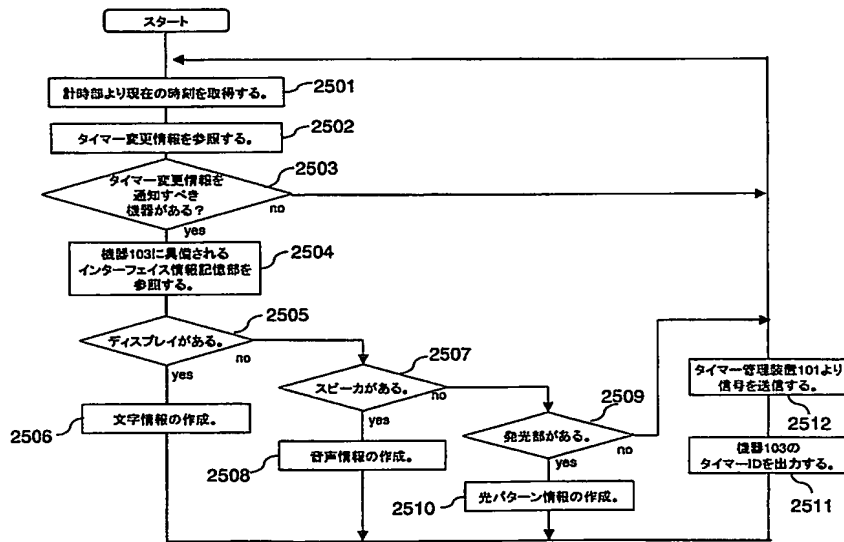 スタート
計時部より現在の時刻を取得する。
2501
タイマー変更情報を参照する。
2502
タイマー変更情報を
通知すべき
機器がある?
2503
no
yes
機器103に具備される
インターフェイス情報記憶部を
参照する。
2504
ディスプレイがある。
2505
no
yes
スピーカがある。
2507
no
yes
発光部がある。
2509
no
yes
文字情報の作成。
2506
音声情報の作成。
2508
光パターン情報の作成。
2510
タイマー管理装置101より
信号を送信する。
2512
機器103の
タイマーIDを出力する。
2511